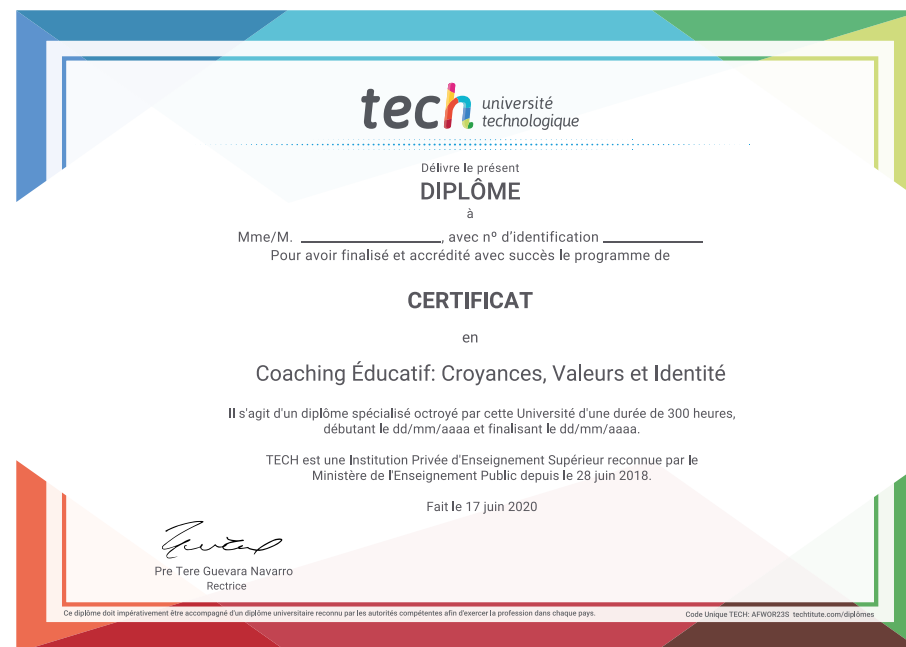 tech université
technologique
Délivre le présent
DIPLÔME
à
Mme/M. ____________________, avec nº d'identification ______________
Pour avoir finalisé et accrédité avec succès le programme de
CERTIFICAT
en
Coaching Éducatif: Croyances, Valeurs et Identité
Il s'agit d'un diplôme spécialisé octroyé par cette Université d'une durée de 300 heures,
débutant le dd/mm/aaaa et finalisant le dd/mm/aaaa.
TECH est une Institution Privée d'Enseignement Supérieur reconnue par le
Ministère de l'Enseignement Public depuis le 28 juin 2018.
Fait le 17 juin 2020
Pre Tere Guevara Navarro
Rectrice
Ce diplôme doit impérativement être accompagné d'un diplôme universitaire reconnu par les autorités compétentes afin d'exercer la profession dans chaque pays.
Code Unique TECH: AFWOR23S techtitute.com/diplômes